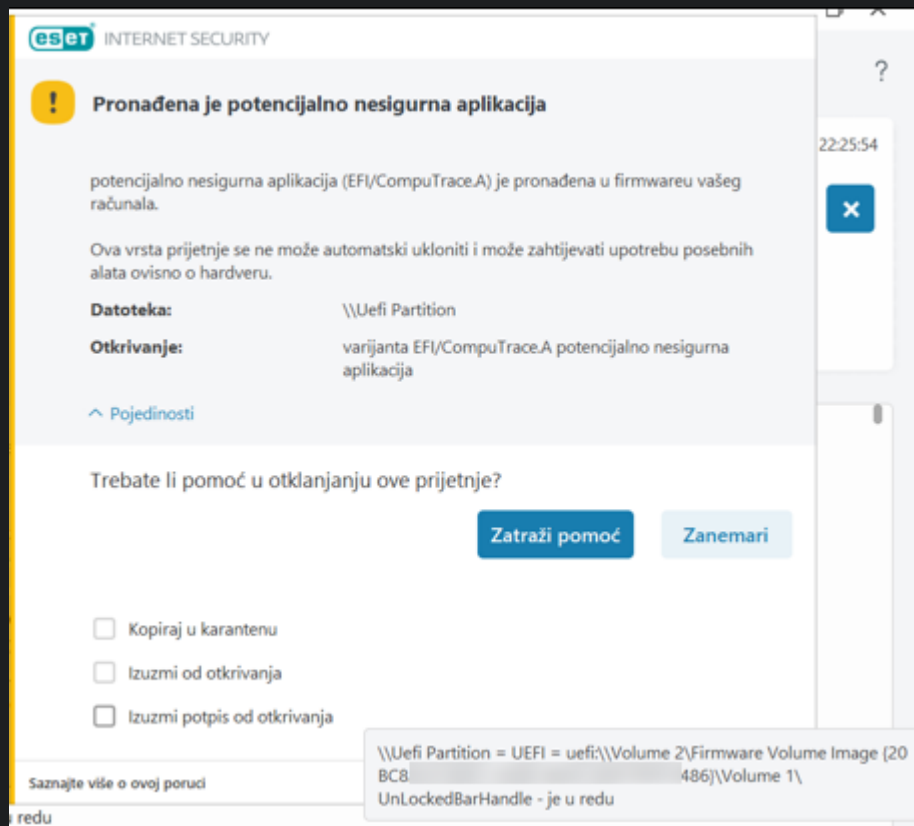 eset INTERNET SECURITY
?
Pronađena je potencijalno nesigurna aplikacija
22:25:54
potencijalno nesigurna aplikacija (EFI/CompuTrace.A) je pronađena u firmwareu vašeg
računala.
Ova vrsta prijetnje se ne može automatski ukloniti i može zahtijevati upotrebu posebnih
alata ovisno o hardveru.
Datoteka: \\Uefi Partition
Otkrivanje: varijanta EFI/CompuTrace.A potencijalno nesigurna
aplikacija
Pojedinosti
Trebate li pomoć u otklanjanju ove prijetnje?
Zatraži pomoć Zanemari
Kopiraj u karantenu
Izuzmi od otkrivanja
Izuzmi potpis od otkrivanja
\\Uefi Partition = UEFI = uefi:\\Volume 2\Firmware Volume Image {20
BC8 486}\Volume 1\
UnLockedBarHandle - je u redu
Saznajte više o ovoj poruci
redu